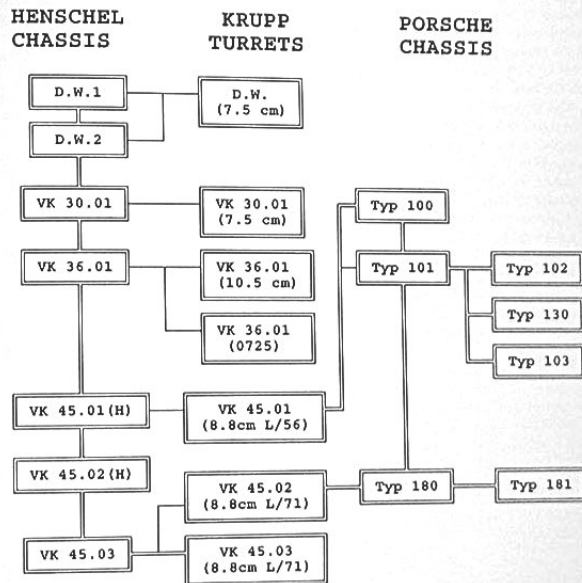 HENSCHEL
CHASSIS
KRUPP
TURRETS
PORSCHE
CHASSIS
D.W.1
D.W.
(7.5 cm)
D.W.2
VK 30.01
VK 30.01
(7.5 cm)
Typ 100
VK 36.01
VK 36.01
(10.5 cm)
Typ 101
Typ 102
VK 36.01
(0725)
Typ 130
Typ 103
VK 45.01(H)
VK 45.01
(8.8cm L/56)
VK 45.02(H)
VK 45.02
(8.8cm L/71)
Typ 180
Typ 181
VK 45.03
VK 45.03
(8.8cm L/71)